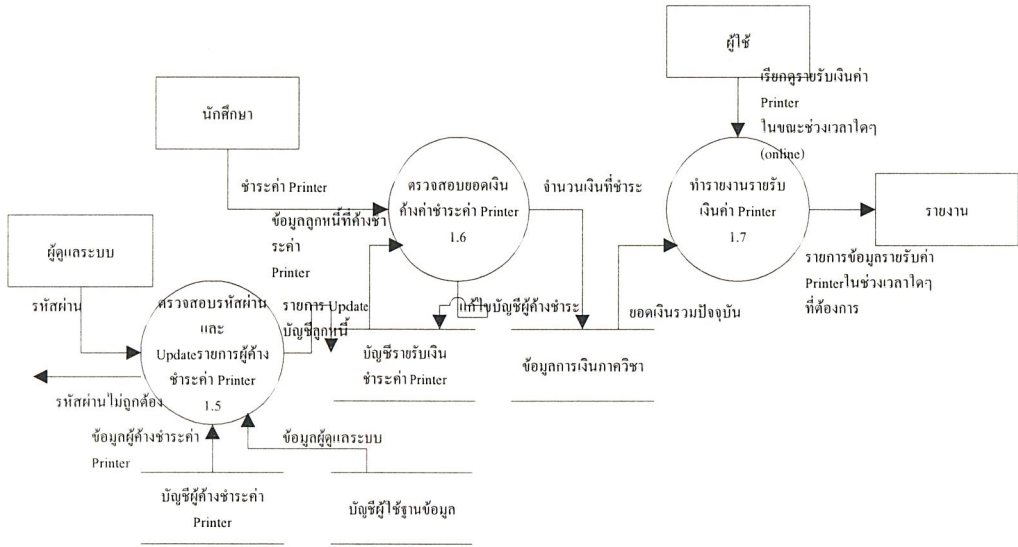 ผู้ใช้
เรียกดูรายรับเงินค่า
Printer
ในขณะช่วงเวลาใดๆ
(online)
นักศึกษา
ชำระค่า Printer
ข้อมูลลูกหนี้ที่ค้างชำ
ระค่า
Printer
ตรวจสอบยอดเงิน
ค้างค่าชำระค่า Printer
1.6
จำนวนเงินที่ชำระ
ทำรายงานรายรับ
เงินค่า Printer
1.7
รายงาน
รายการข้อมูลรายรับค่า
Printerในช่วงเวลาใดๆ
ที่ต้องการ
ผู้ดูแลระบบ
รหัสผ่าน
ตรวจสอบรหัสผ่าน
และ
Updateรายการผู้ค้าง
ชำระค่า Printer
1.5
รายการ Update
บัญชีลูกหนี้
แก้ไขบัญชีผู้ค้างชำระ
ยอดเงินรวมปัจจุบัน
บัญชีรายรับเงิน
ชำระค่า Printer
ข้อมูลการเงินภาควิชา
รหัสผ่านไม่ถูกต้อง
ข้อมูลผู้ค้างชำระค่า
Printer
ข้อมูลผู้ดูแลระบบ
บัญชีผู้ค้างชำระค่า
Printer
บัญชีผู้ใช้ฐานข้อมูล